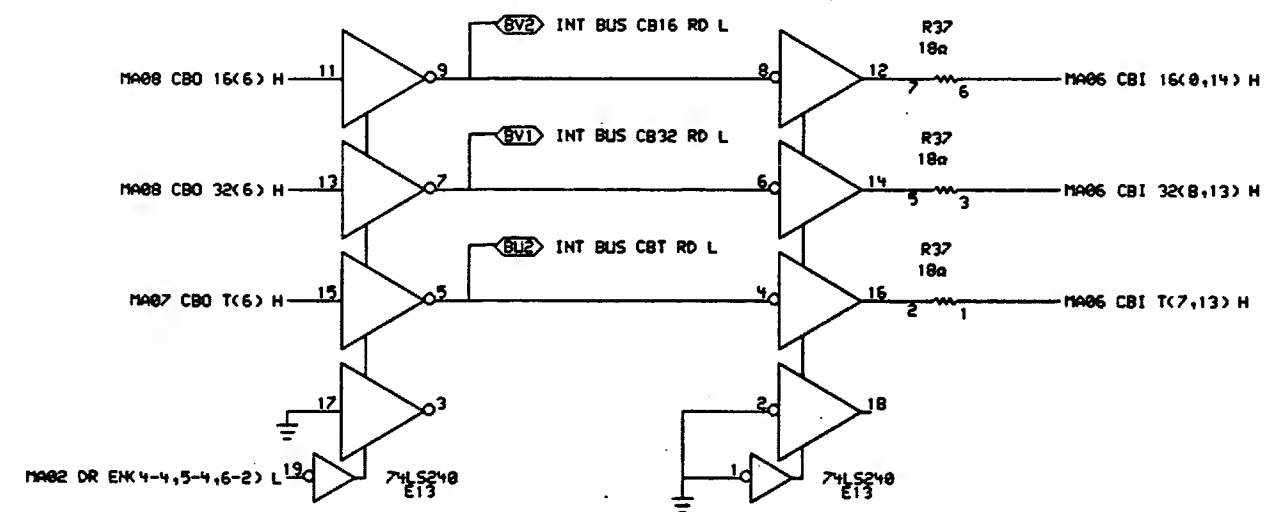 BV2 INT BUS CB16 RD L
R37
18Ω
MA08 CBO 16(6) H 11 9 8 12 7 6 MA06 CBI 16(0,14) H
BV1 INT BUS CB32 RD L
R37
18Ω
MA08 CBO 32(6) H 13 7 6 14 5 3 MA06 CBI 32(8,13) H
BU2 INT BUS CBT RD L
R37
18Ω
MA07 CBO T(6) H 15 5 4 16 2 1 MA06 CBI T(7,13) H
17 3 2 18
MA02 DR EN(4-4,5-4,6-2) L 19 74LS240 1 74LS240
E13 E13